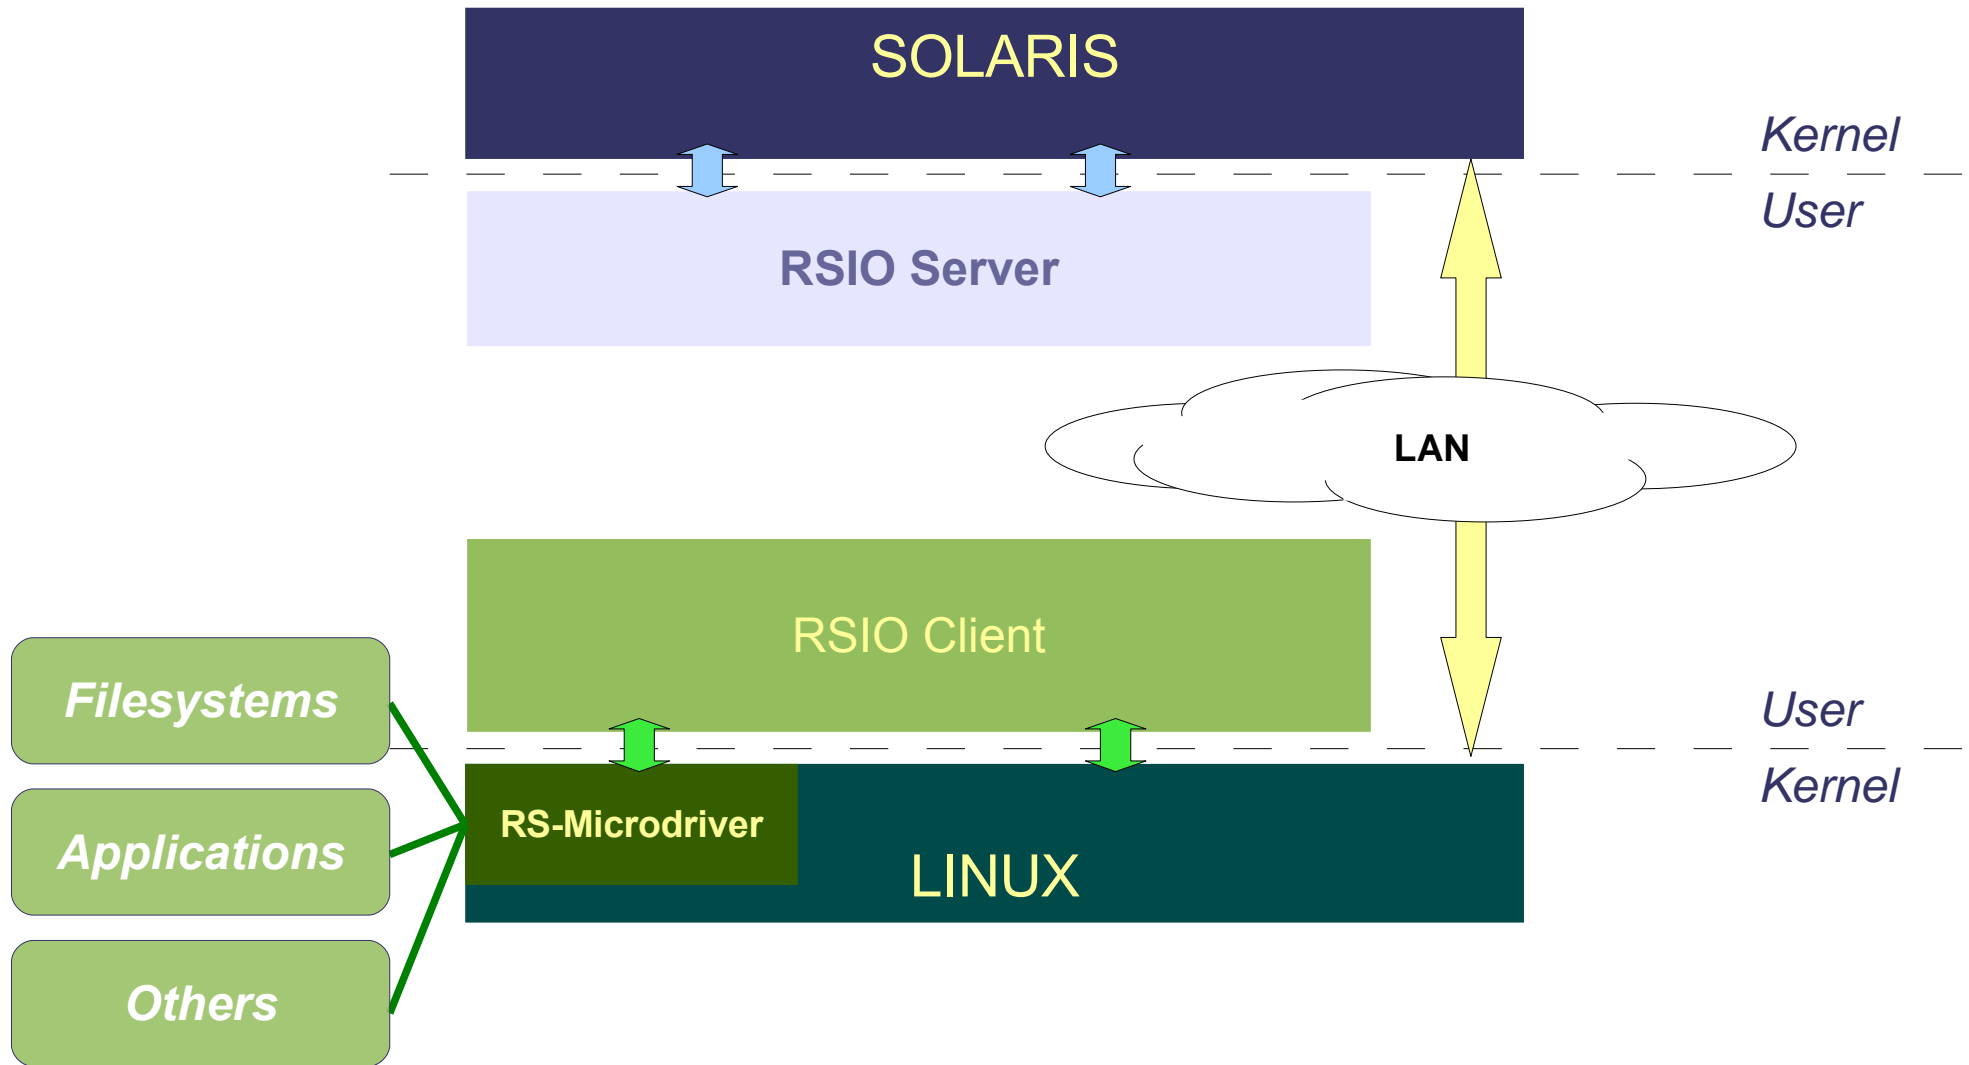 SOLARIS
Kernel
User
RSIO Server
LAN
RSIO Client
Filesystems
User
Kernel
RS-Microdriver
Applications
LINUX
Others